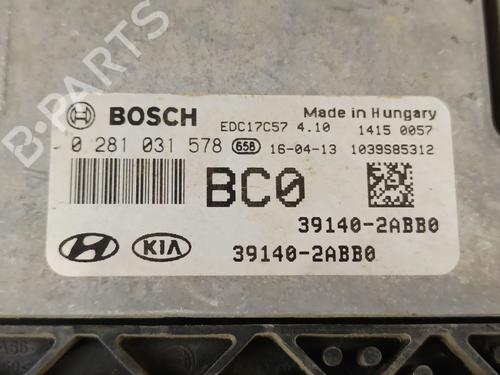 BOSCH
EDC17C57 4.10
Made in Hungary
0 281 031 578
658
16-04-13
1415 0057
1039S85312
BC0
39140-2ABB0
KIA
39140-2ABB0
B-Parts